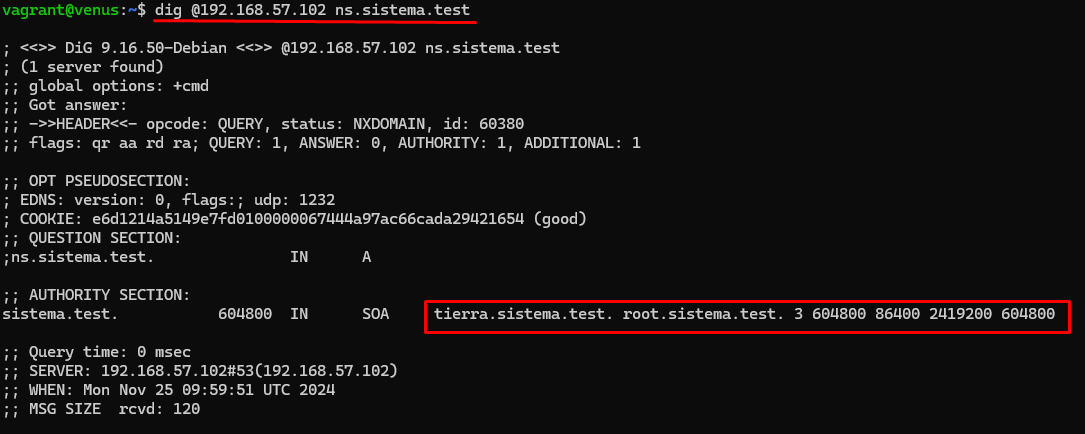 vagrant@venus:~$ dig @192.168.57.102 ns.sistema.test
; <<>> DiG 9.16.50-Debian <<>> @192.168.57.102 ns.sistema.test
; (1 server found)
;; global options: +cmd
;; Got answer:
;; ->>HEADER<<- opcode: QUERY, status: NXDOMAIN, id: 60380
;; flags: qr aa rd ra; QUERY: 1, ANSWER: 0, AUTHORITY: 1, ADDITIONAL: 1
;; OPT PSEUDOSECTION:
; EDNS: version: 0, flags:; udp: 1232
; COOKIE: e6d1214a5149e7fd0100000067444a97ac66cada29421654 (good)
;; QUESTION SECTION:
;ns.sistema.test. IN A
;; AUTHORITY SECTION:
sistema.test. 604800 IN SOA tierra.sistema.test. root.sistema.test. 3 604800 86400 2419200 604800
;; Query time: 0 msec
;; SERVER: 192.168.57.102#53(192.168.57.102)
;; WHEN: Mon Nov 25 09:59:51 UTC 2024
;; MSG SIZE  rcvd: 120